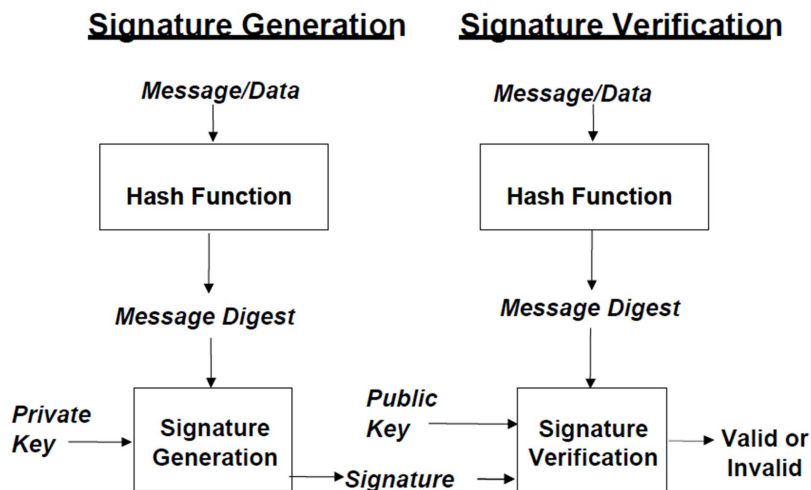 Signature Generation
Signature Verification
Message/Data
Message/Data
Hash Function
Hash Function
Message Digest
Message Digest
Private
Key
Signature
Generation
Public
Key
Signature
Verification
Valid or
Invalid
Signature